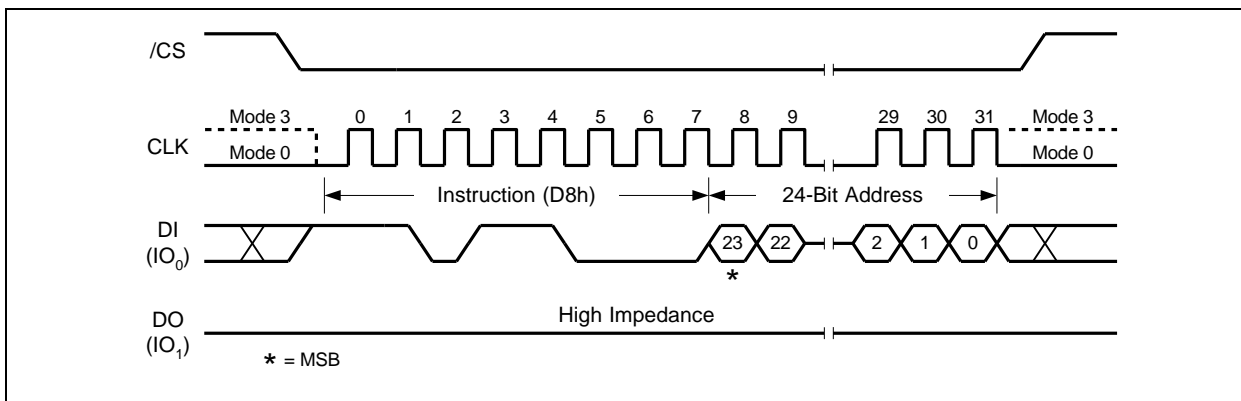 /CS
Mode 3 0 1 2 3 4 5 6 7 8 9 29 30 31 Mode 3
CLK
Mode 0 Mode 0
Instruction (D8h) 24-Bit Address
DI
(IO0) 23 22 2 1 0
*
High Impedance
DO
(IO1)
* = MSB